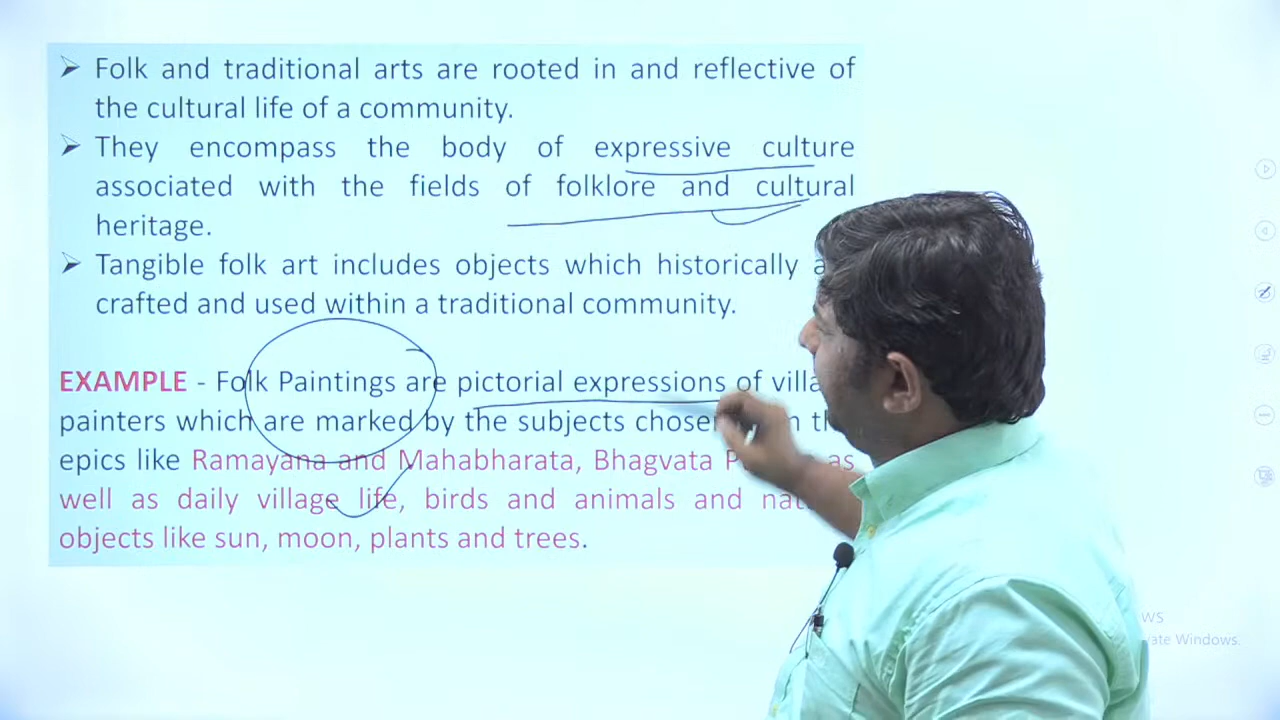 Folk and traditional arts are rooted in and reflective of
the cultural life of a community.
They encompass the body of expressive culture
associated with the fields of folklore and cultural
heritage.
Tangible folk art includes objects which historically
crafted and used within a traditional community.
EXAMPLE - Folk Paintings are pictorial expressions of
painters which are marked by the subjects
epics like Ramayana and Mahabharata, Bhagvata as
well as daily village life, birds and animals and
objects like sun, moon, plants and trees.
Windows.